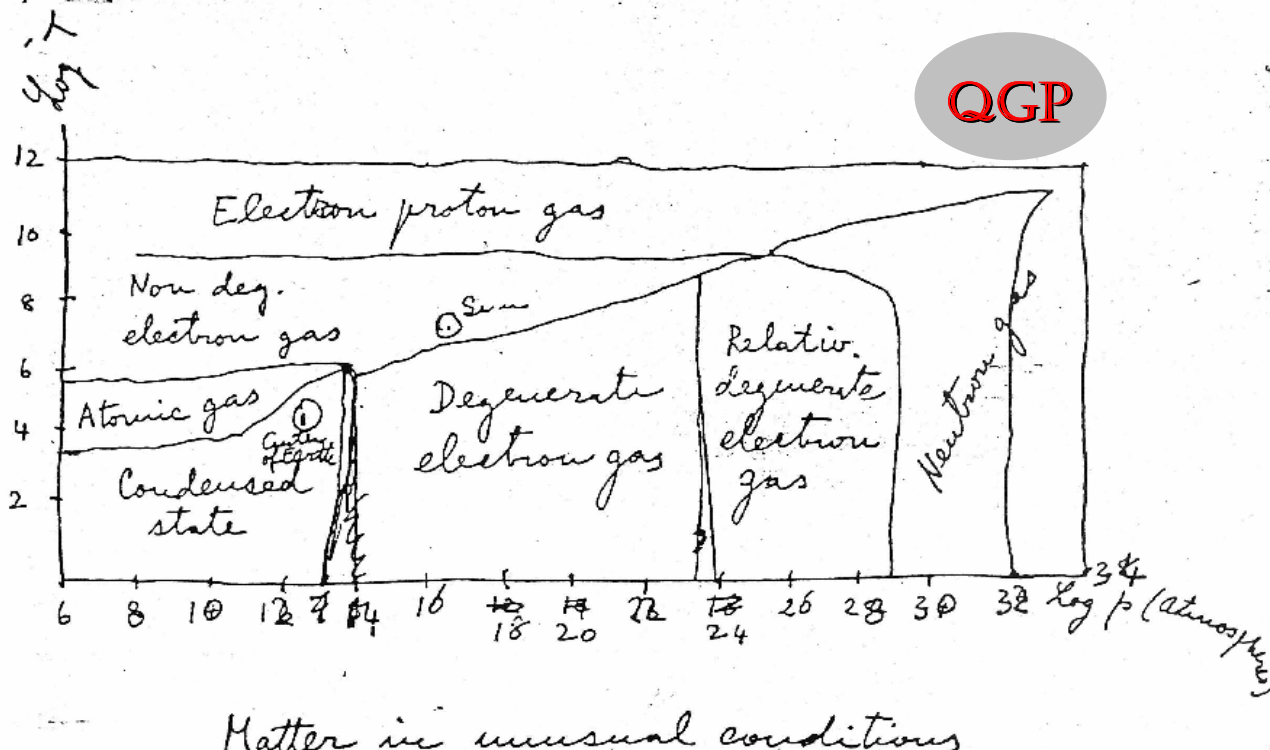 Log T
QGP
12
Electron proton gas
10
Non deg.
electron gas
8
Sun
6
Relativ.
degenerate
electron
gas
Degenerate
electron gas
Neutron gas
Atomic gas
4
Center
of Earth
Condensed
state
2
6 8 10 12 14 16 18 20 22 24 26 28 30 32 34
Log p (atmospheres)
Matter in unusual conditions